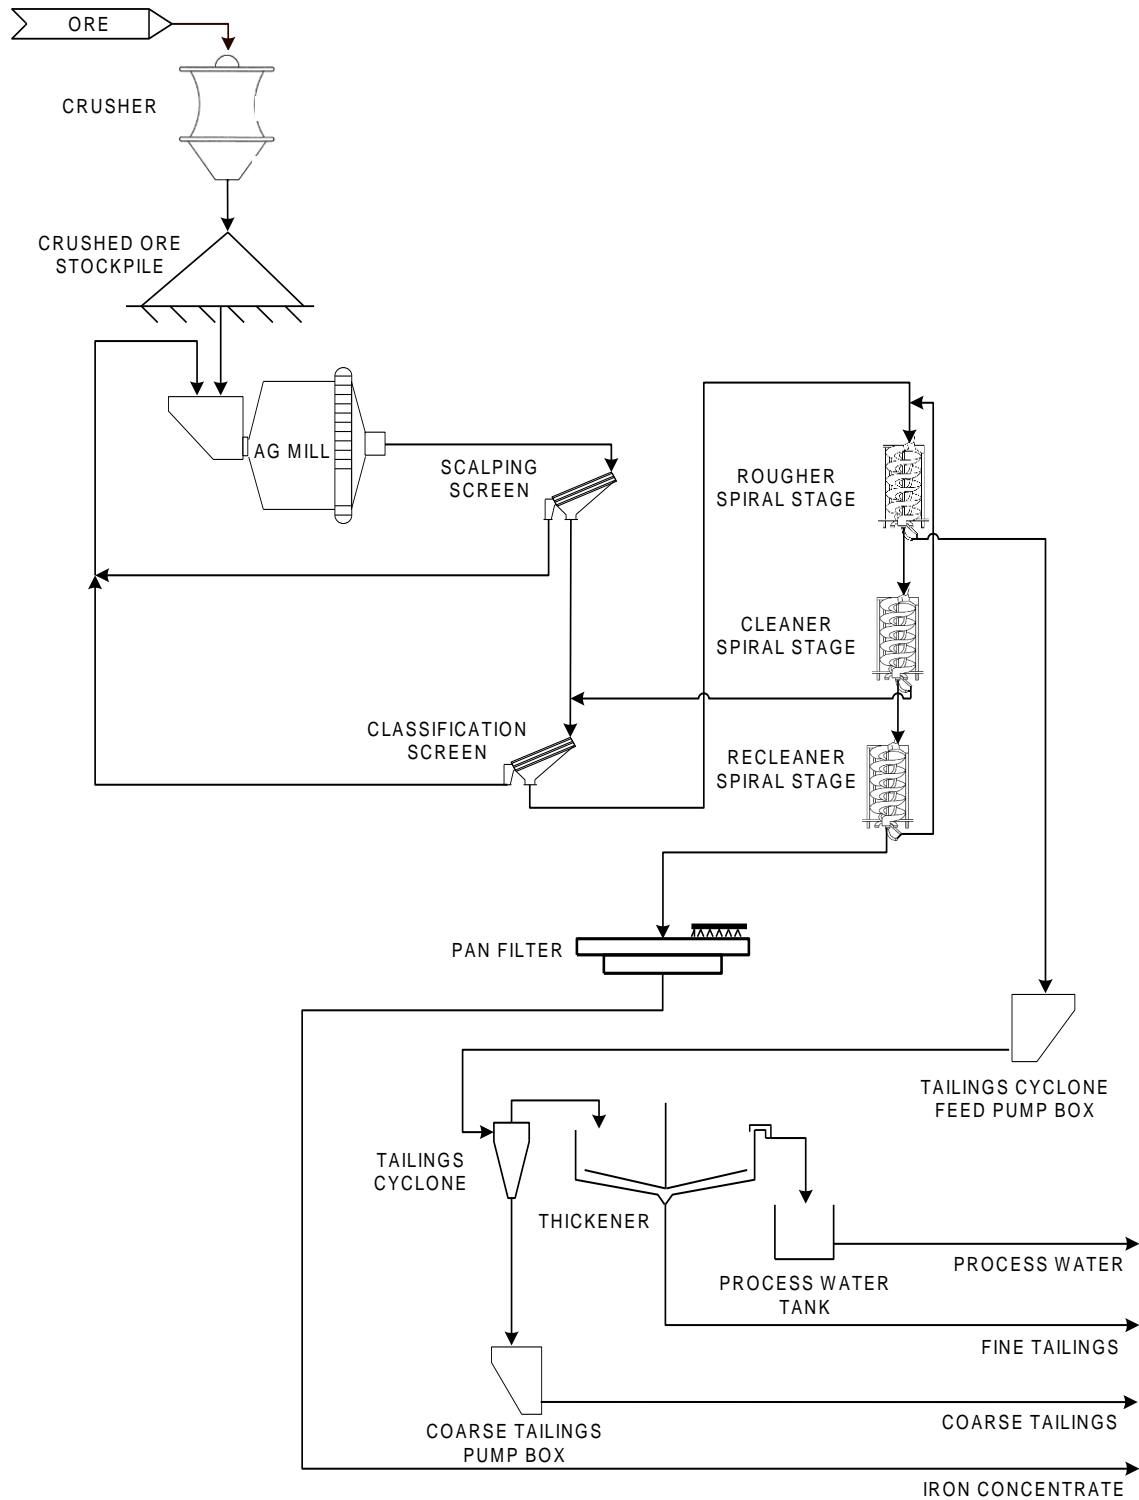 ORE
CRUSHER
CRUSHED ORE
STOCKPILE
AG MILL
SCALPING
SCREEN
ROUGHER
SPIRAL STAGE
CLEANER
SPIRAL STAGE
CLASSIFICATION
SCREEN
RECLEANER
SPIRAL STAGE
PAN FILTER
TAILINGS CYCLONE
FEED PUMP BOX
TAILINGS
CYCLONE
THICKENER
PROCESS WATER
TANK
PROCESS WATER
FINE TAILINGS
COARSE TAILINGS
PUMP BOX
COARSE TAILINGS
IRON CONCENTRATE